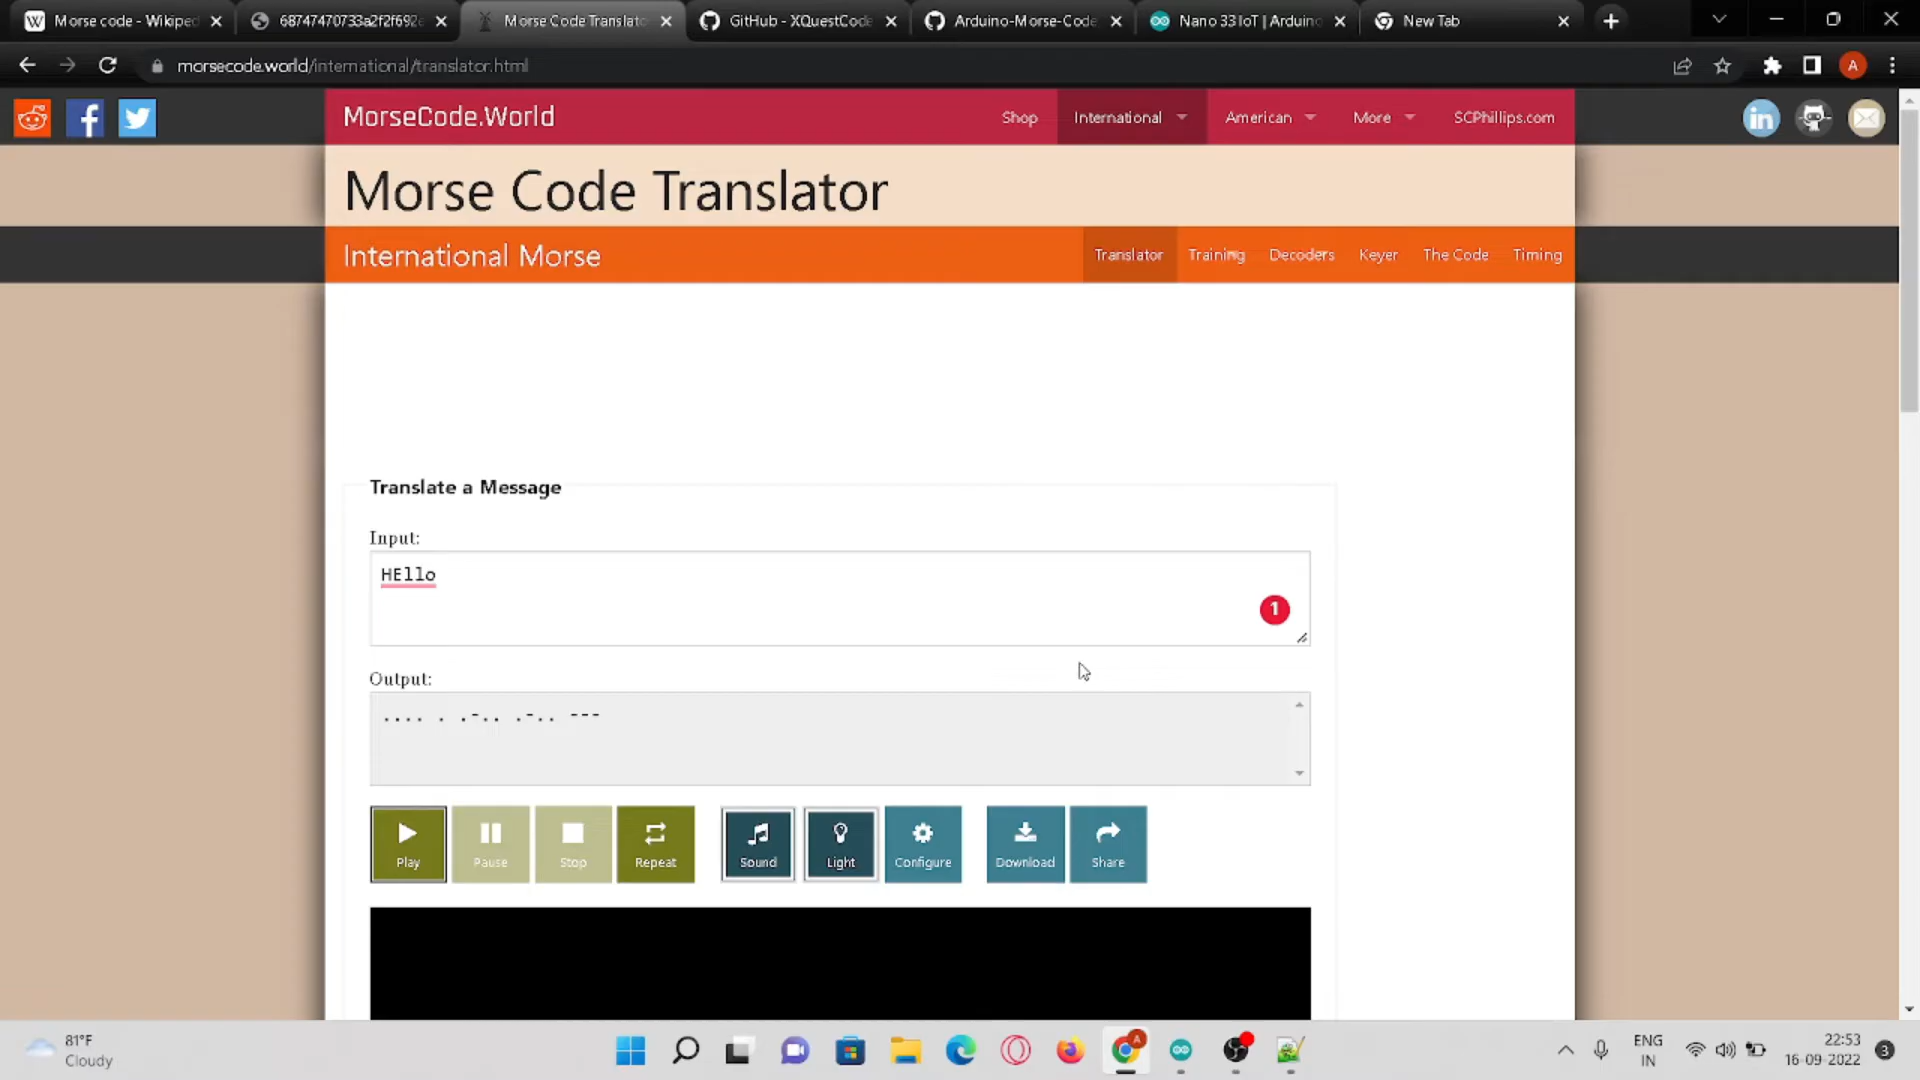 Morse code - Wikiped
68747470733a2f2f692e
Morse Code Translato
GitHub - XQuestCode
Arduino-Morse-Code
Nano 33 IoT | Arduino
New Tab
morsecode.world/international/translator.html
A
MorseCode.World
Shop
International
American
More
SCPhillips.com
Morse Code Translator
International Morse
Translator
Training
Decoders
Keyer
The Code
Timing
Translate a Message
Input:
HEllo
1
Output:
.... . .-.. .-.. ---
Play
Pause
Stop
Repeat
Sound
Light
Configure
Download
Share
81°F
Cloudy
A
ENG
IN
22:53
16-09-2022
3